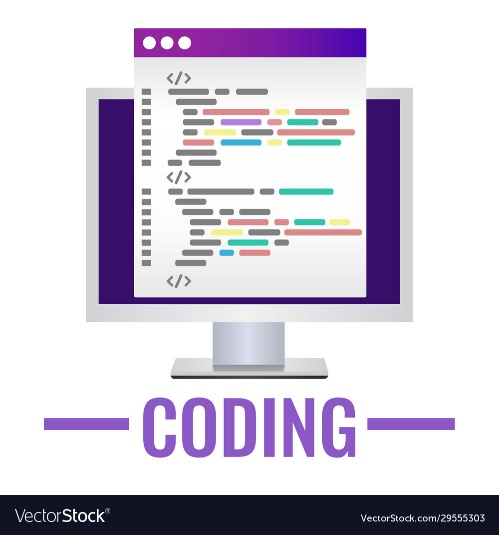 </>
</>
</>
CODING
VectorStock®
VectorStock.com/29555303